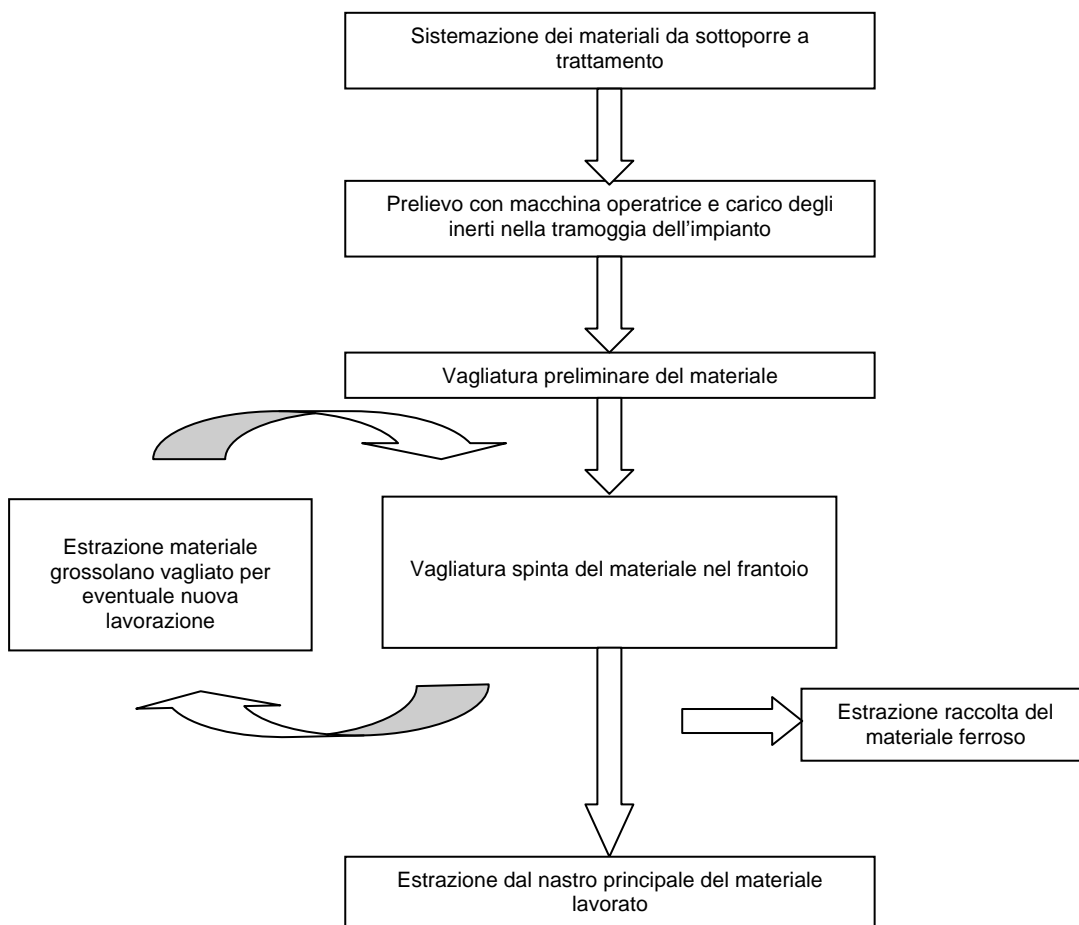 Sistemazione dei materiali da sottoporre a
trattamento
Prelievo con macchina operatrice e carico degli
inerti nella tramoggia dell'impianto
Vagliatura preliminare del materiale
Estrazione materiale
grossolano vagliato per
eventuale nuova
lavorazione
Vagliatura spinta del materiale nel frantoio
Estrazione raccolta del
materiale ferroso
Estrazione dal nastro principale del materiale
lavorato